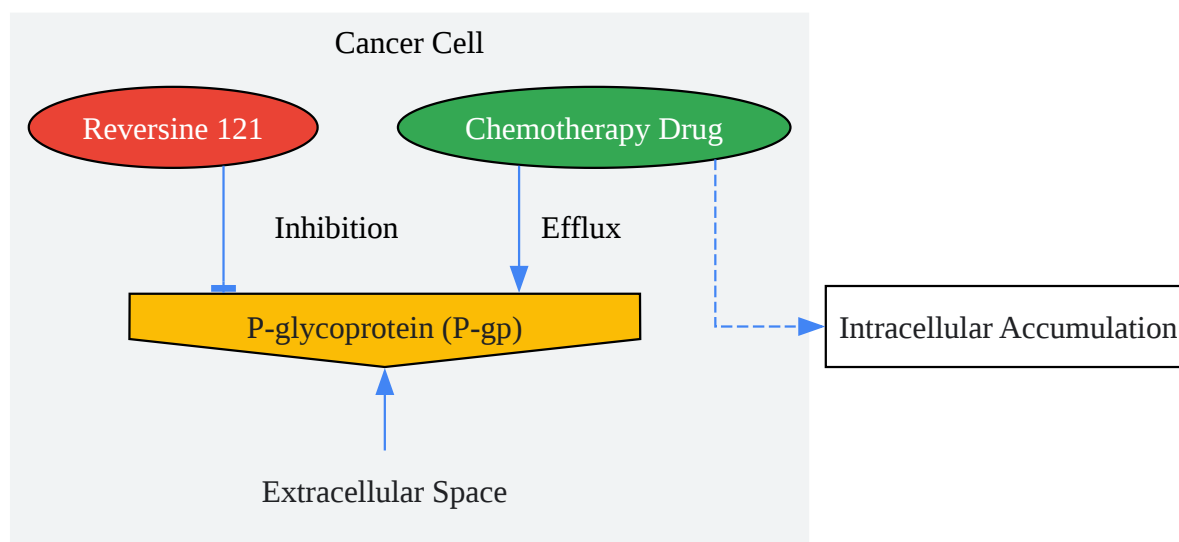 Cancer Cell
Reversine 121
Chemotherapy Drug
Inhibition
Efflux
P-glycoprotein (P-gp)
Intracellular Accumulation
Extracellular Space